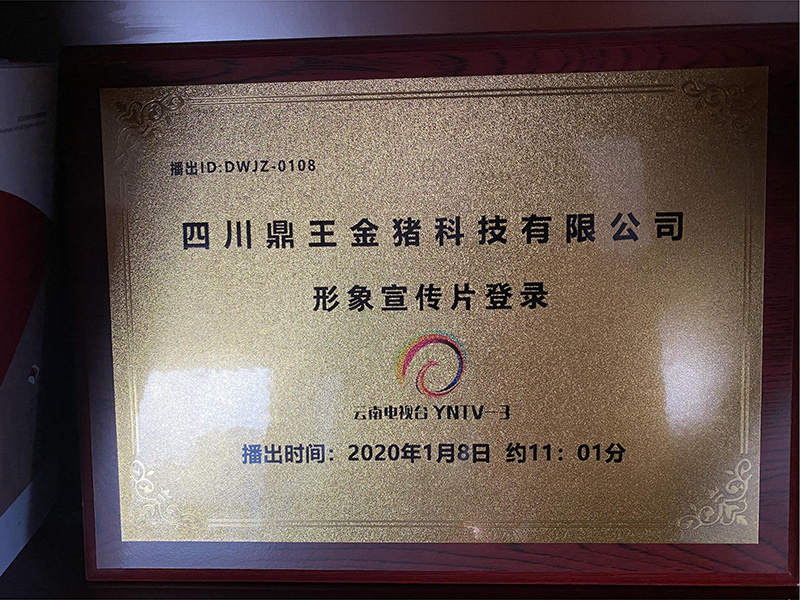 播出ID:DWJZ-0108
四川鼎王金猪科技有限公司
形象宣传片登录
云南电视台 YNTV-3
播出时间：2020年1月8日 约11：01分